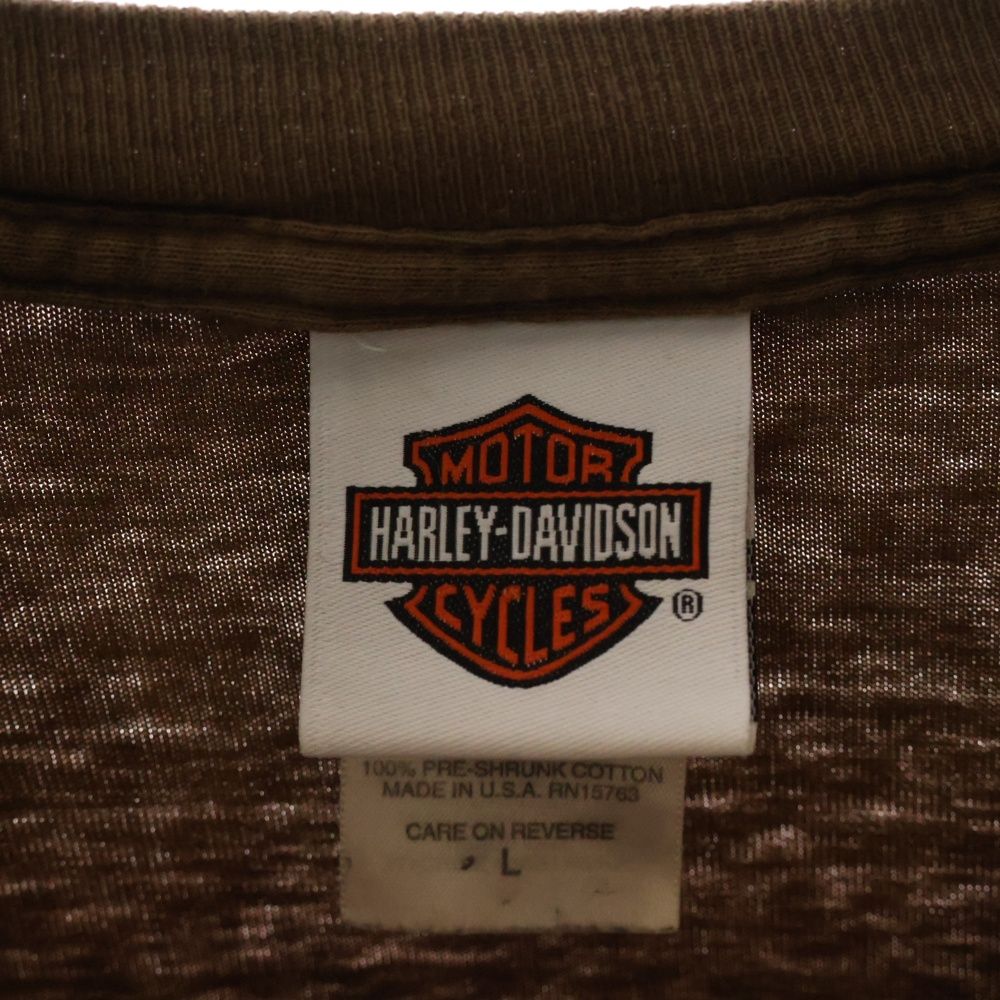 MOTOR
HARLEY-DAVIDSON
CYCLES
®
100% PRE-SHRUNK COTTON
MADE IN U.S.A. RN15763
CARE ON REVERSE
L